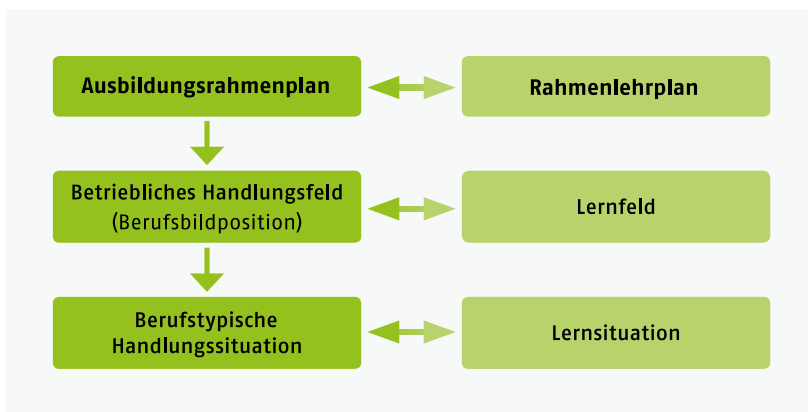 Ausbildungsrahmenplan
Rahmenlehrplan
Betriebliches Handlungsfeld
(Berufsbildposition)
Lernfeld
Berufstypische
Handlungssituation
Lernsituation